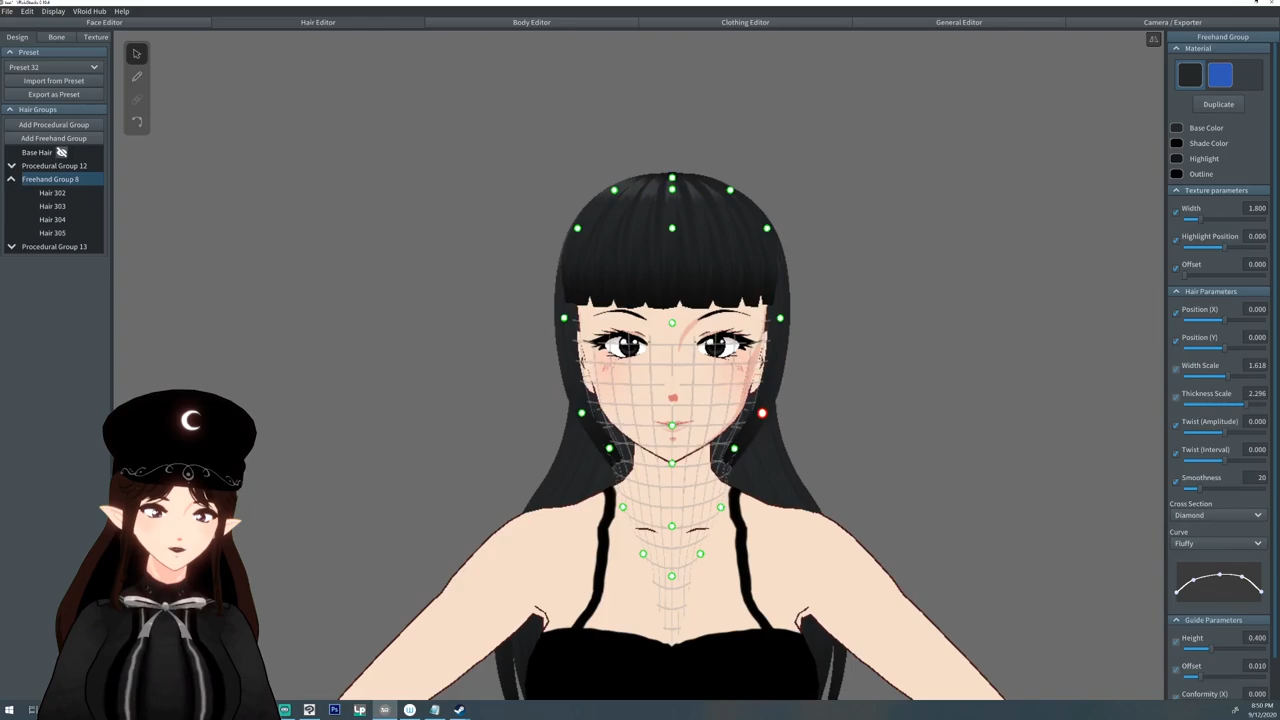 File Edit Display VRoid Hub Help
Face Editor Hair Editor Body Editor Clothing Editor General Editor Camera / Exporter
Design Bone Texture
Preset
Preset 32
Import from Preset
Export as Preset
Hair Groups
Add Procedural Group
Add Freehand Group
Base Hair
Procedural Group 12
Freehand Group 8
Hair 302
Hair 303
Hair 304
Hair 305
Procedural Group 13
Freehand Group
Material
Duplicate
Base Color
Shade Color
Highlight
Outline
Texture parameters
Width 1.800
Highlight Position 0.000
Offset 0.000
Hair Parameters
Position (X) 0.000
Position (Y) 0.000
Width Scale 1.618
Thickness Scale 2.296
Twist (Amplitude) 0.000
Twist (Interval) 0.000
Smoothness 20
Cross Section
Diamond
Curve
Fluffy
Guide Parameters
Height 0.400
Offset 0.010
Conformity (X) 0.000
8:50 PM
9/12/2020